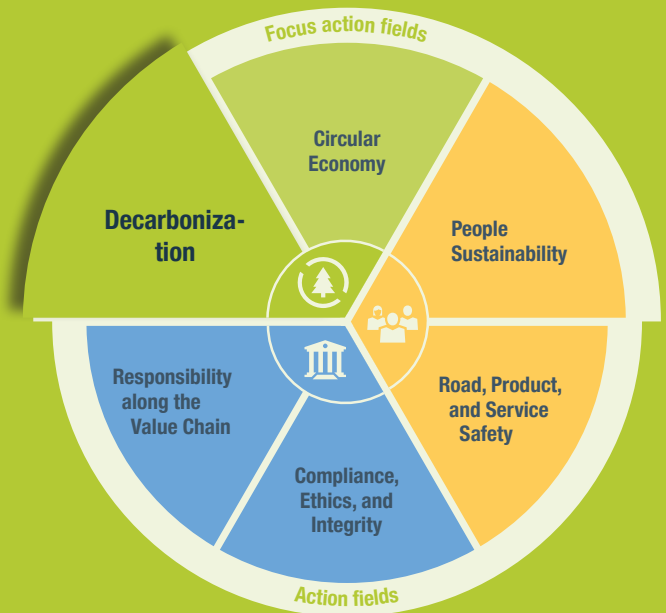 Focus action fields
Circular
Economy
Decarboniza-
tion
People
Sustainability
Responsibility
along the
Value Chain
Road, Product,
and Service
Safety
Compliance,
Ethics, and
Integrity
Action fields